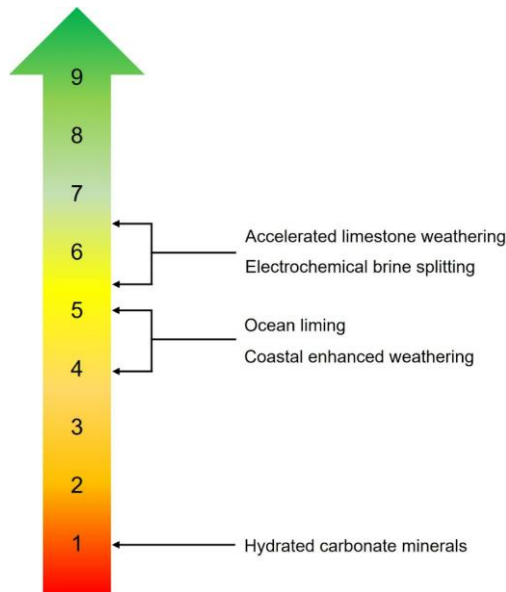 9
8
7
6
5
4
3
2
1
Accelerated limestone weathering
Electrochemical brine splitting
Ocean liming
Coastal enhanced weathering
Hydrated carbonate minerals